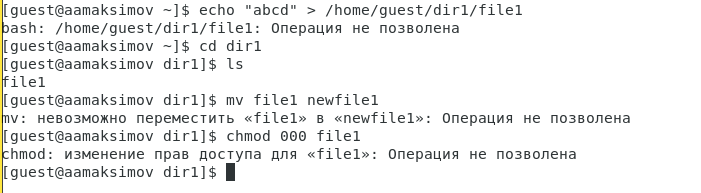 [guest@aamaksimov ~]$ echo "abcd" > /home/guest/dir1/file1
bash: /home/guest/dir1/file1: Операция не позволена
[guest@aamaksimov ~]$ cd dir1
[guest@aamaksimov dir1]$ ls
file1
[guest@aamaksimov dir1]$ mv file1 newfile1
mv: невозможно переместить «file1» в «newfile1»: Операция не позволена
[guest@aamaksimov dir1]$ chmod 000 file1
chmod: изменение прав доступа для «file1»: Операция не позволена
[guest@aamaksimov dir1]$